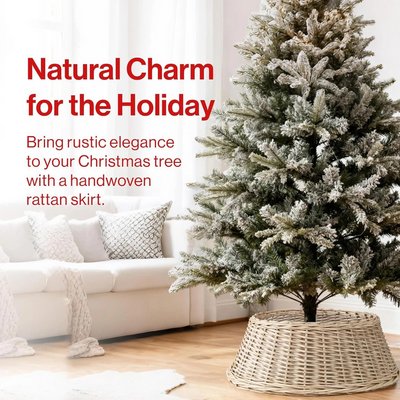 Natural Charm
for the Holiday
Bring rustic elegance
to your Christmas tree
with a handwoven
rattan skirt.